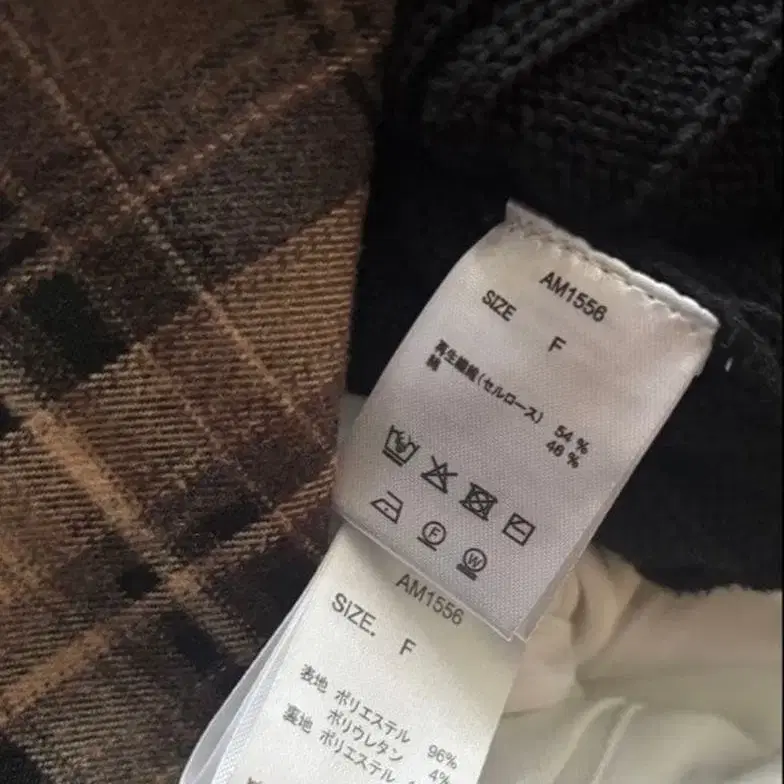 AM1556
SIZE F
再生繊維(セルロース) 54%
綿 46%
F W
AM1556
SIZE. F
表地 ポリエステル 96%
ポリウレタン 4%
裏地 ポリエステル